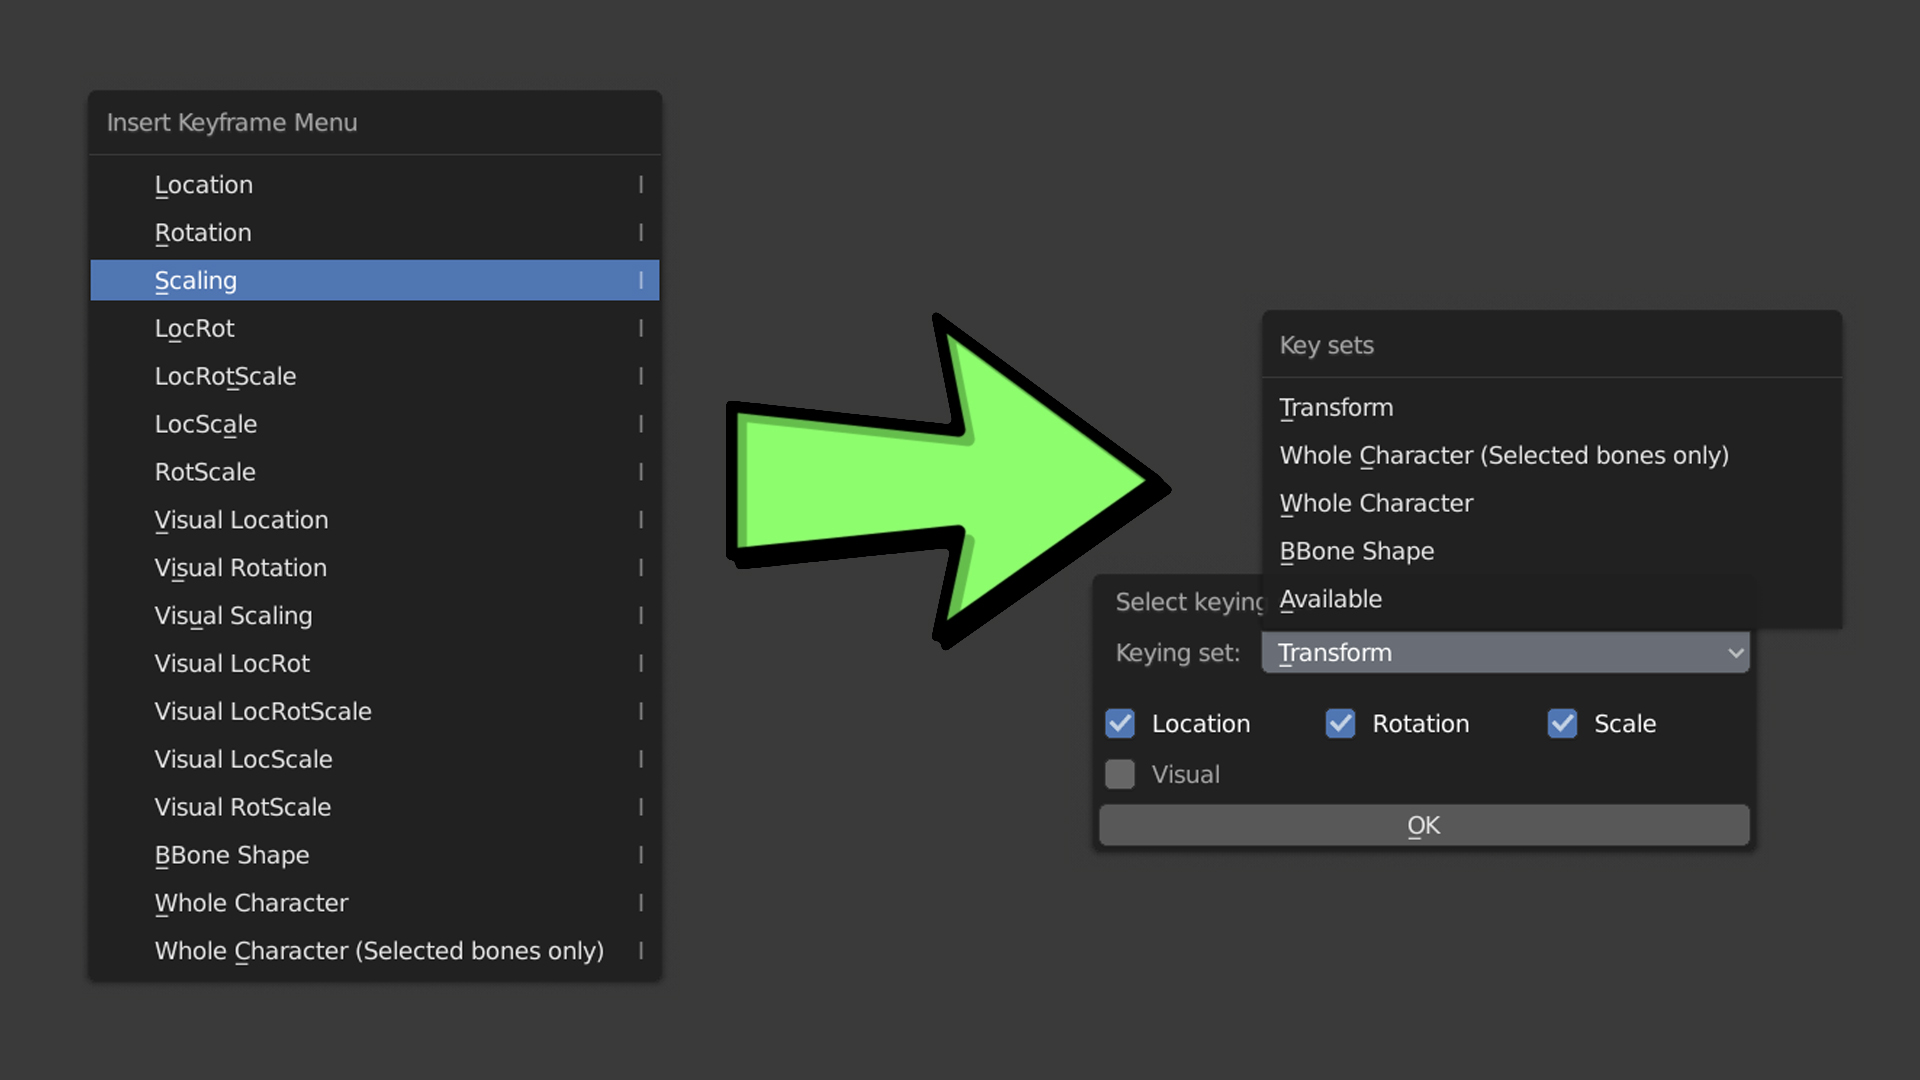 Insert Keyframe Menu
Location I
Rotation I
Scaling I
LocRot I
LocRotScale I
LocScale I
RotScale I
Visual Location I
Visual Rotation I
Visual Scaling I
Visual LocRot I
Visual LocRotScale I
Visual LocScale I
Visual RotScale I
BBone Shape I
Whole Character I
Whole Character (Selected bones only) I
Key sets
Transform
Whole Character (Selected bones only)
Whole Character
BBone Shape
Available
Select keying
Keying set: Transform
Location Rotation Scale
Visual
OK